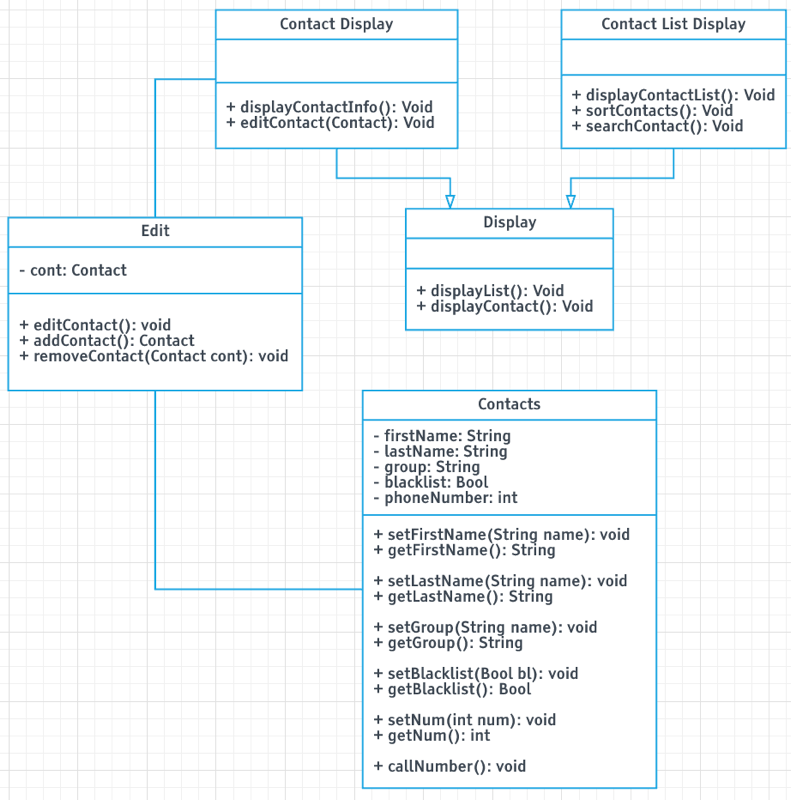 Contact Display
+ displayContactInfo(): Void
+ editContact(Contact): Void
Contact List Display
+ displayContactList(): Void
+ sortContacts(): Void
+ searchContact(): Void
Edit
- cont: Contact
+ editContact(): void
+ addContact(): Contact
+ removeContact(Contact cont): void
Display
+ displayList(): Void
+ displayContact(): Void
Contacts
- firstName: String
- lastName: String
- group: String
- blacklist: Bool
- phoneNumber: int
+ setFirstName(String name): void
+ getFirstName(): String
+ setLastName(String name): void
+ getLastName(): String
+ setGroup(String name): void
+ getGroup(): String
+ setBlacklist(Bool bl): void
+ getBlacklist(): Bool
+ setNum(int num): void
+ getNum(): int
+ callNumber(): void